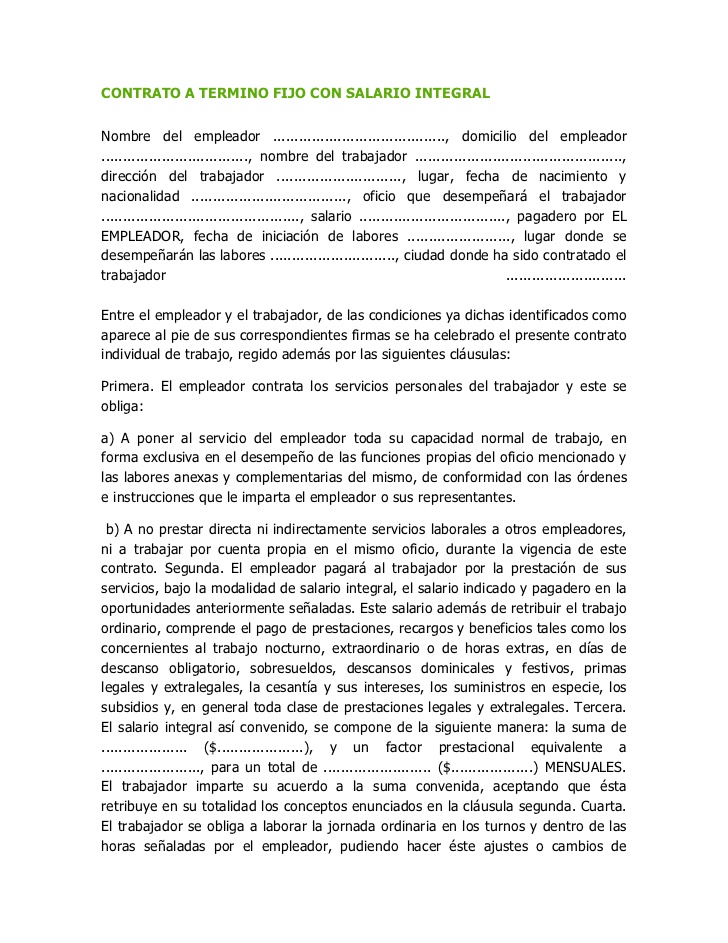 CONTRATO A TERMINO FIJO CON SALARIO INTEGRAL
Nombre del empleador ........................................, domicilio del empleador
.................................., nombre del trabajador ................................................,
dirección del trabajador ............................., lugar, fecha de nacimiento y
nacionalidad ...................................., oficio que desempeñará el trabajador
.............................................., salario .................................., pagadero por EL
EMPLEADOR, fecha de iniciación de labores ........................, lugar donde se
desempeñarán las labores ............................., ciudad donde ha sido contratado el
trabajador ............................
Entre el empleador y el trabajador, de las condiciones ya dichas identificados como
aparece al pie de sus correspondientes firmas se ha celebrado el presente contrato
individual de trabajo, regido además por las siguientes cláusulas:
Primera. El empleador contrata los servicios personales del trabajador y este se
obliga:
a) A poner al servicio del empleador toda su capacidad normal de trabajo, en
forma exclusiva en el desempeño de las funciones propias del oficio mencionado y
las labores anexas y complementarias del mismo, de conformidad con las órdenes
e instrucciones que le imparta el empleador o sus representantes.
b) A no prestar directa ni indirectamente servicios laborales a otros empleadores,
ni a trabajar por cuenta propia en el mismo oficio, durante la vigencia de este
contrato. Segunda. El empleador pagará al trabajador por la prestación de sus
servicios, bajo la modalidad de salario integral, el salario indicado y pagadero en la
oportunidades anteriormente señaladas. Este salario además de retribuir el trabajo
ordinario, comprende el pago de prestaciones, recargos y beneficios tales como los
concernientes al trabajo nocturno, extraordinario o de horas extras, en días de
descanso obligatorio, sobresueldos, descansos dominicales y festivos, primas
legales y extralegales, la cesantía y sus intereses, los suministros en especie, los
subsidios y, en general toda clase de prestaciones legales y extralegales. Tercera.
El salario integral así convenido, se compone de la siguiente manera: la suma de
.................... ($....................), y un factor prestacional equivalente a
......................., para un total de ......................... ($...................) MENSUALES.
El trabajador imparte su acuerdo a la suma convenida, aceptando que ésta
retribuye en su totalidad los conceptos enunciados en la cláusula segunda. Cuarta.
El trabajador se obliga a laborar la jornada ordinaria en los turnos y dentro de las
horas señaladas por el empleador, pudiendo hacer éste ajustes o cambios de